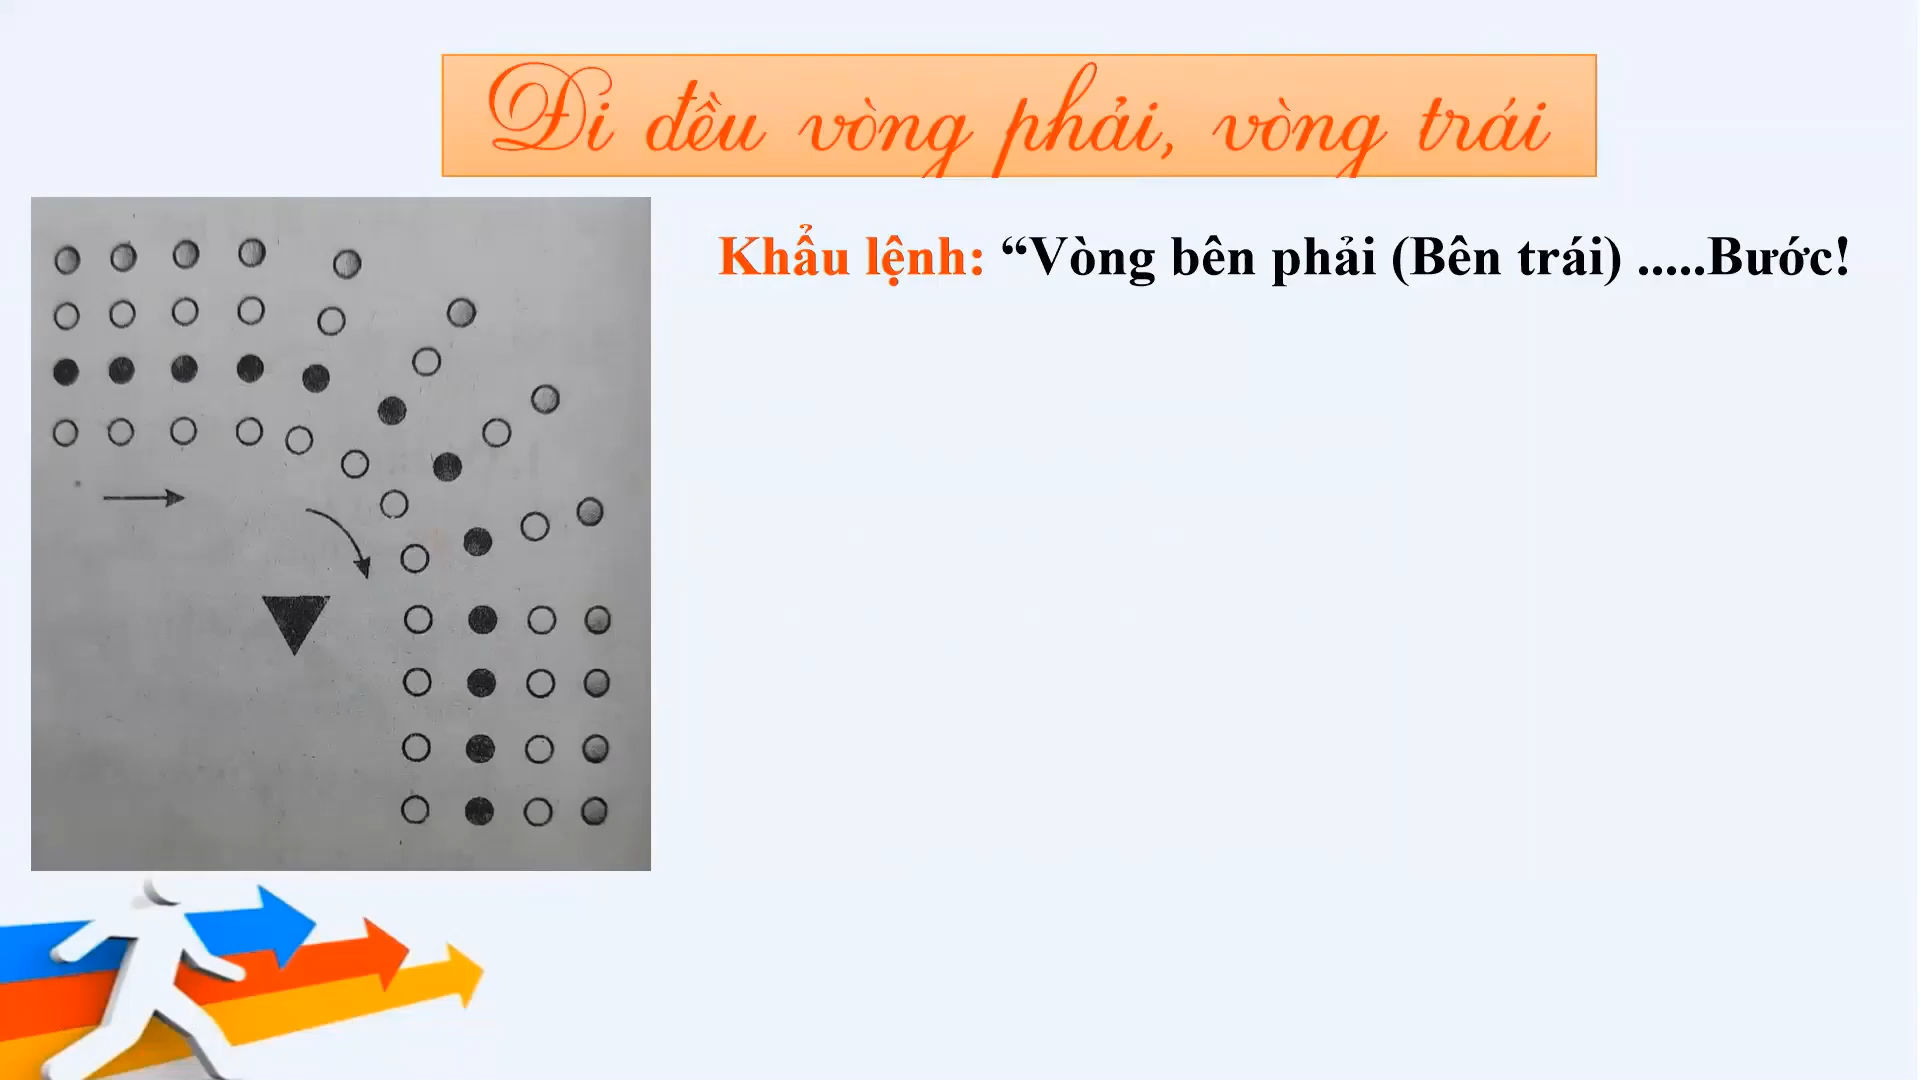 Đi đều vòng phải, vòng trái
Khẩu lệnh: “Vòng bên phải (Bên trái) .....Bước!